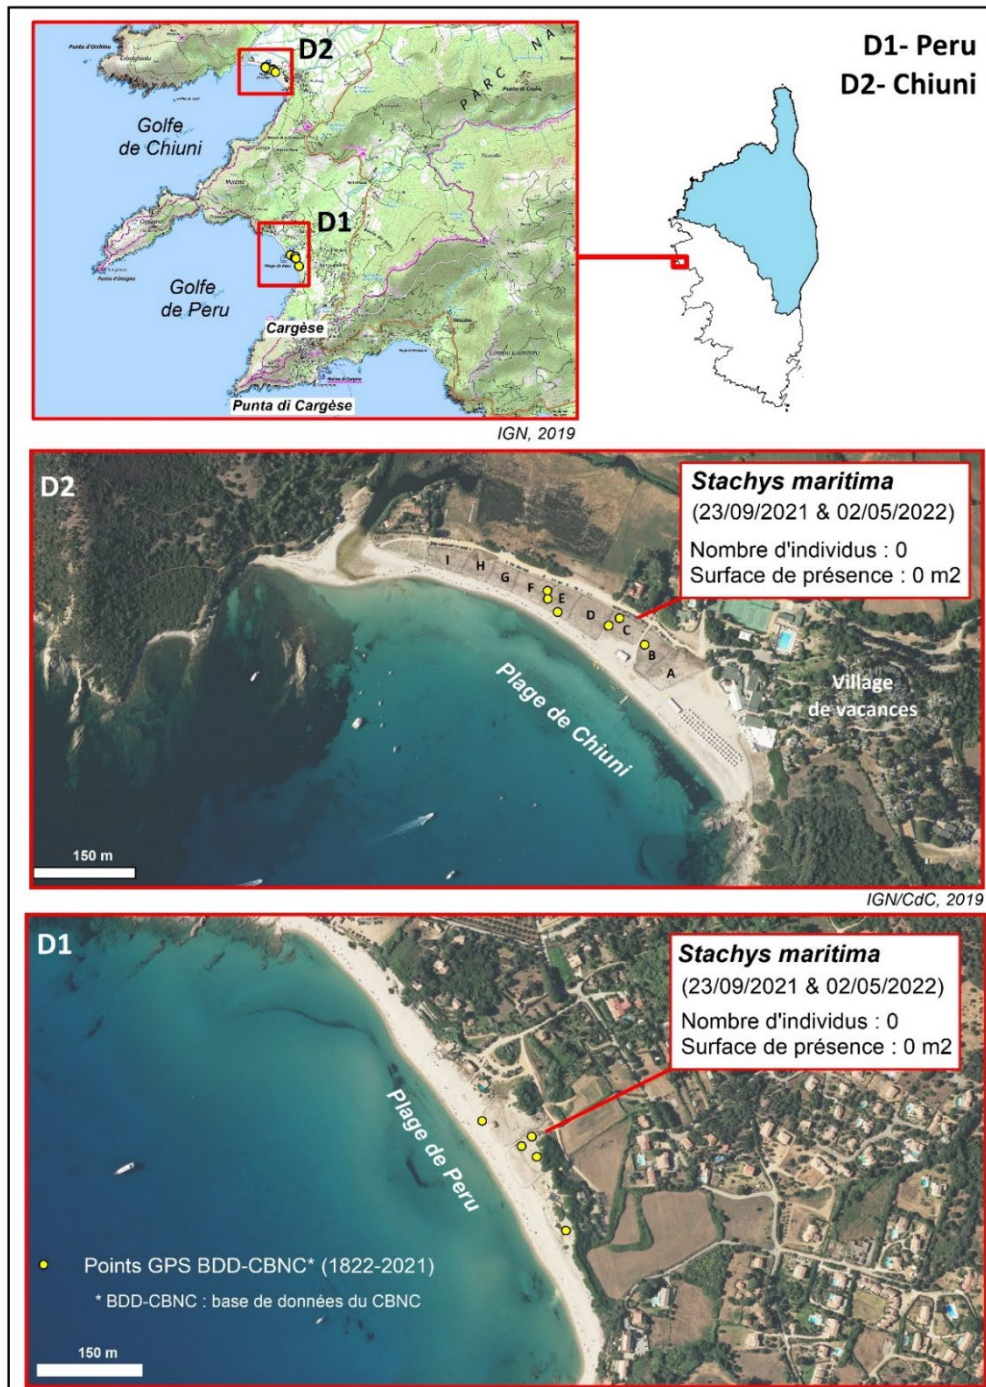 D1- Peru
D2- Chiuni
Punta d'Orchinu
D2
PARC NA
Golfe
de Chiuni
D1
Golfe
de Peru
Cargèse
Punta di Cargèse
IGN, 2019
D2
Stachys maritima
(23/09/2021 & 02/05/2022)
Nombre d'individus : 0
Surface de présence : 0 m2
I
H
G
F
E
D
C
B
A
Plage de Chiuni
Village
de vacances
150 m
IGN/CdC, 2019
D1
Stachys maritima
(23/09/2021 & 02/05/2022)
Nombre d'individus : 0
Surface de présence : 0 m2
Plage de Peru
Points GPS BDD-CBNC* (1822-2021)
* BDD-CBNC : base de données du CBNC
150 m